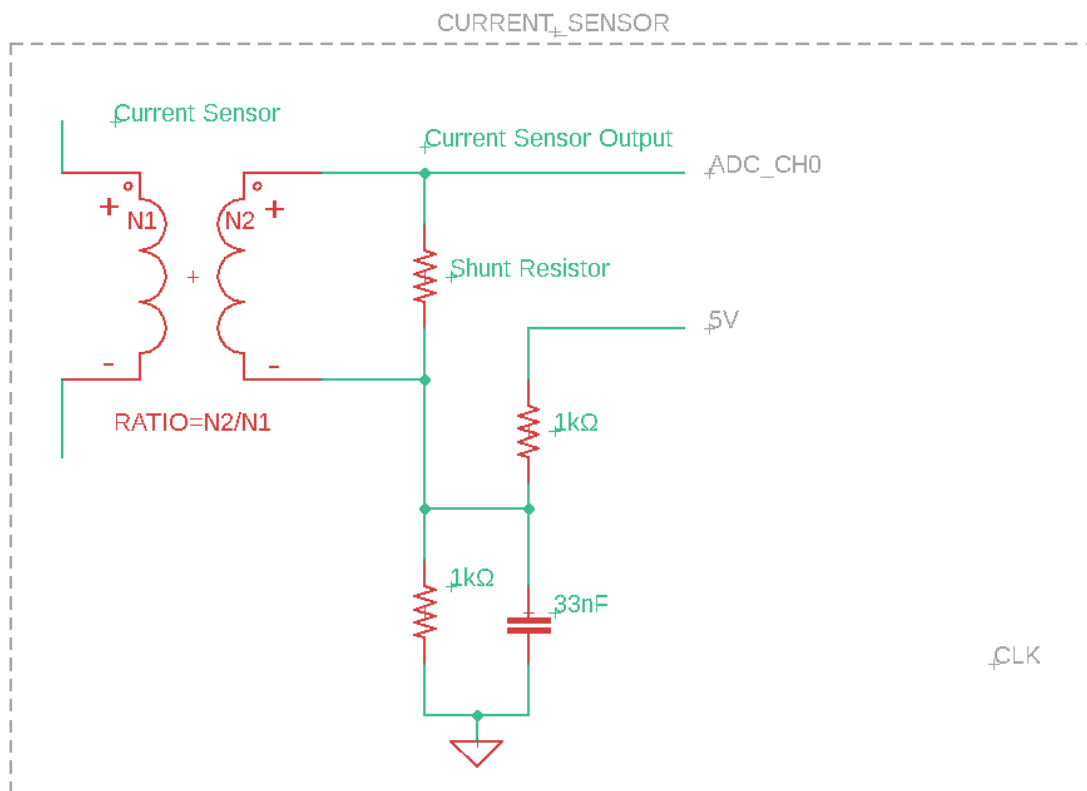 CURRENT_SENSOR
Current Sensor
Current Sensor Output
ADC_CH0
+ N1
N2 +
Shunt Resistor
5V
-
-
RATIO=N2/N1
1kΩ
1kΩ
33nF
CLK